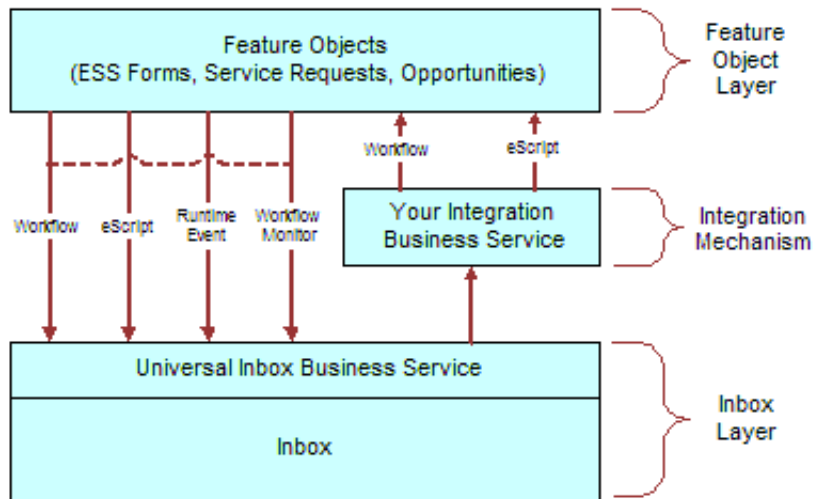 Feature Objects
(ESS Forms, Service Requests, Opportunities)
Feature
Object
Layer
Workflow
eScript
Workflow
eScript
Runtime
Event
Workflow
Monitor
Your Integration
Business Service
Integration
Mechanism
Universal Inbox Business Service
Inbox
Inbox
Layer